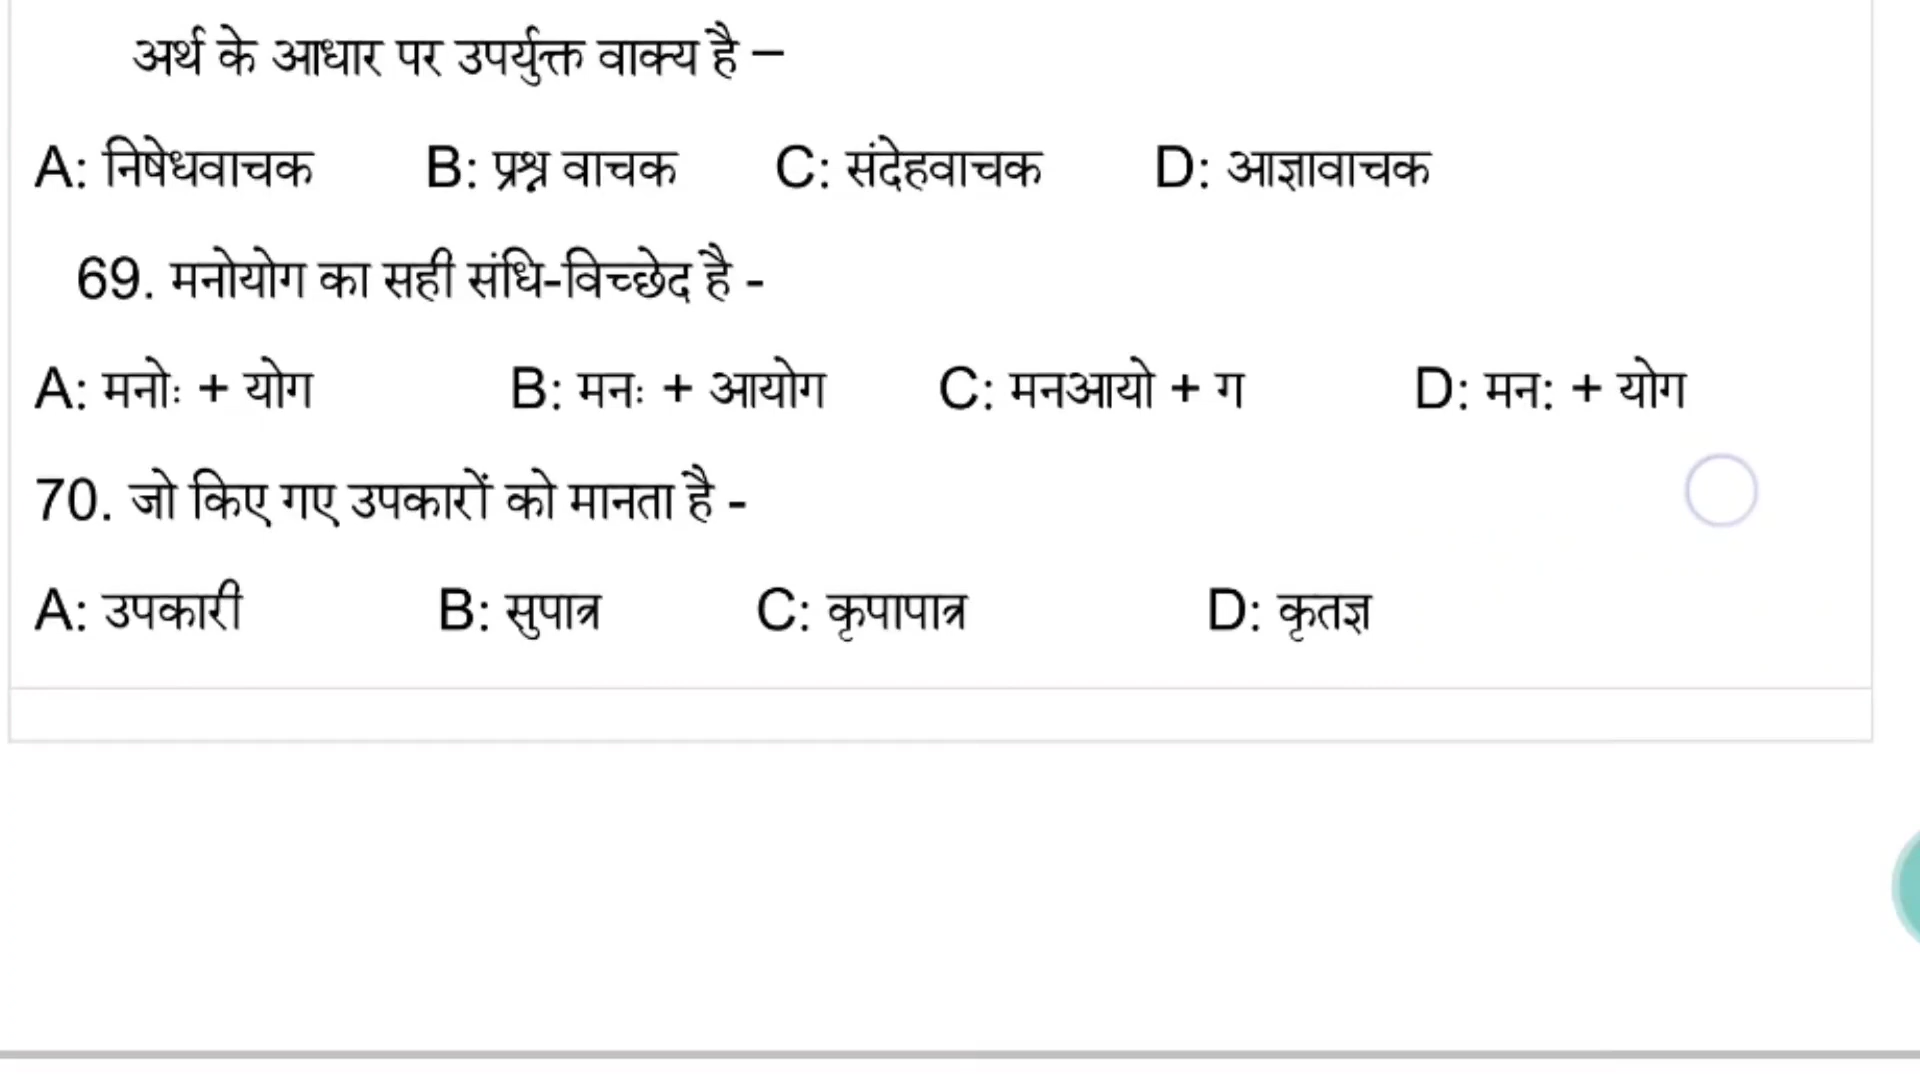 अर्थ के आधार पर उपर्युक्त वाक्य है –
A: निषेधवाचक B: प्रश्न वाचक C: संदेहवाचक D: आज्ञावाचक
69. मनोयोग का सही संधि-विच्छेद है -
A: मनोः + योग B: मनः + आयोग C: मनआयो + ग D: मन: + योग
70. जो किए गए उपकारों को मानता है -
A: उपकारी B: सुपात्र C: कृपापात्र D: कृतज्ञ